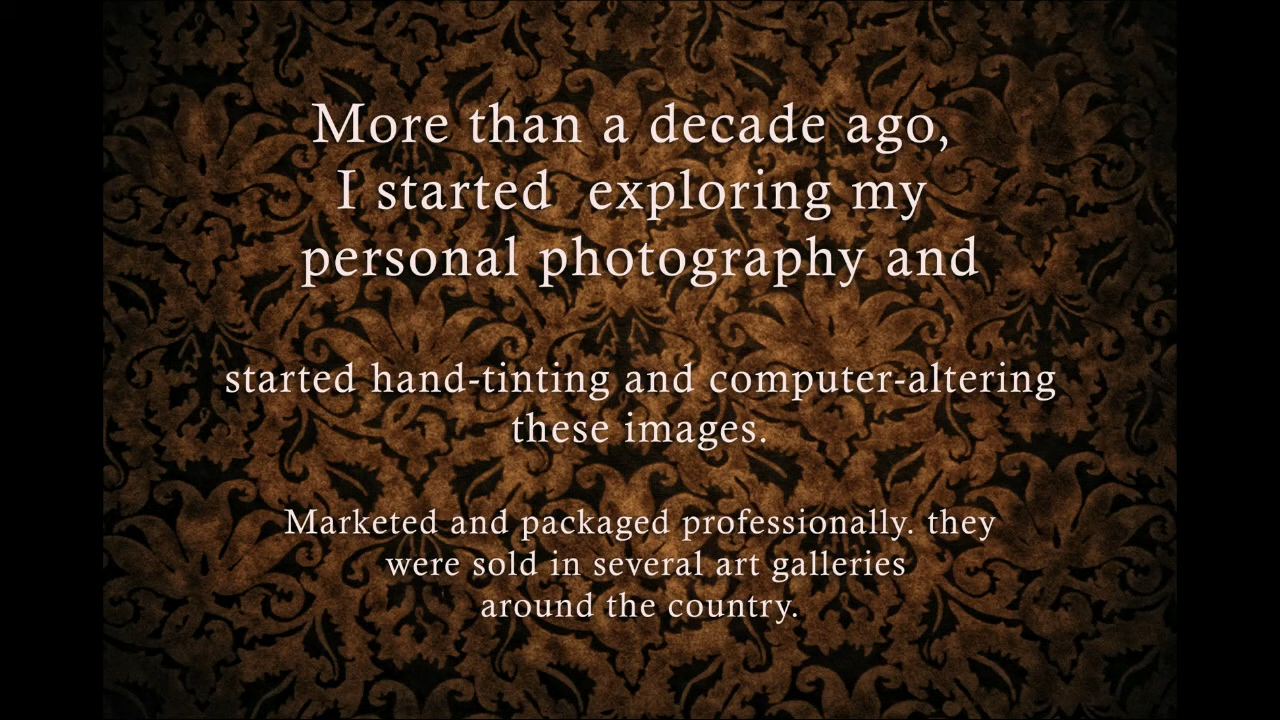 More than a decade ago,
I started  exploring my
personal photography and
started hand-tinting and computer-altering
these images.
Marketed and packaged professionally. they
were sold in several art galleries
around the country.